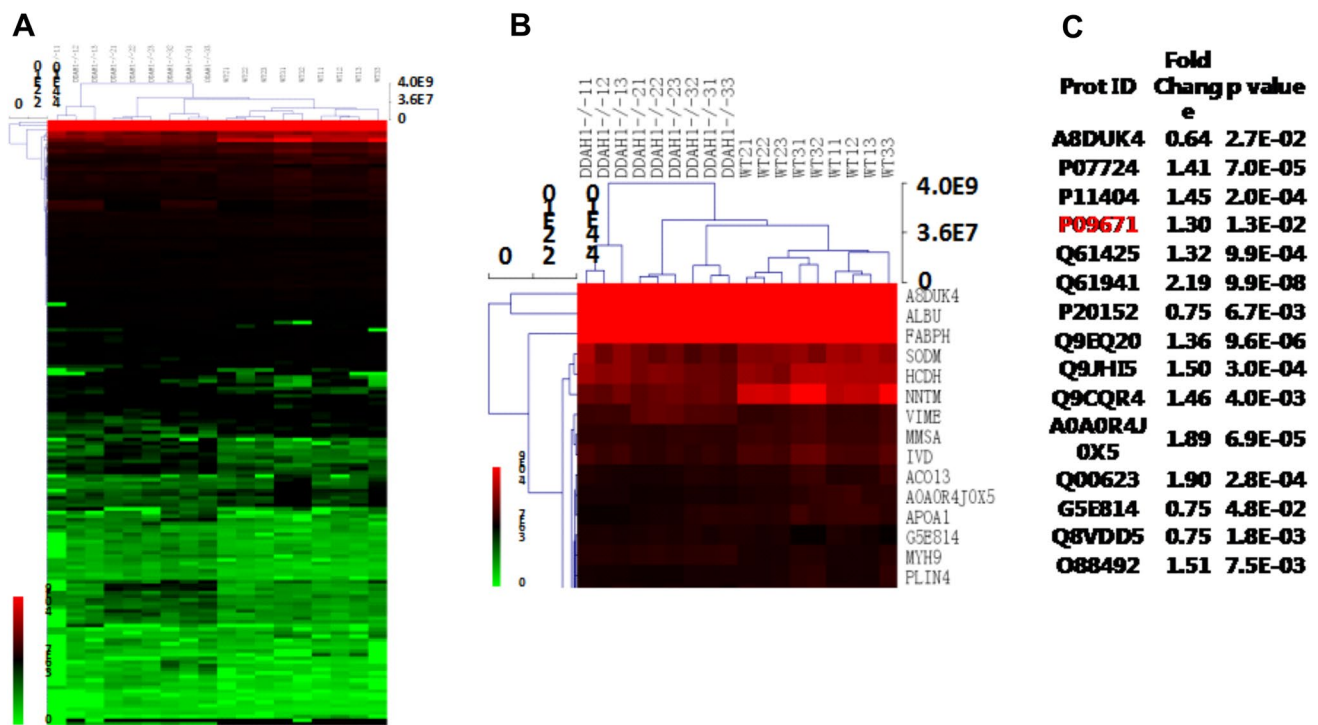 A
B
C
DDAH1-/-11
DDAH1-/-12
DDAH1-/-13
DDAH1-/-21
DDAH1-/-22
DDAH1-/-23
DDAH1-/-32
DDAH1-/-31
DDAH1-/-33
WT21
WT22
WT23
WT31
WT32
WT11
WT12
WT13
WT33
4.0E9
3.6E7
0
0
4.0E9
3.6E7
0
0
A8DUK4
ALBU
FABPH
SODM
HCDH
NNTM
VIME
MMSA
IVD
ACO13
A0A0R4J0X5
APOA1
G5E814
MYH9
PLIN4
Fold
Prot ID Chang p value
e
A8DUK4 0.64 2.7E-02
P07724 1.41 7.0E-05
P11404 1.45 2.0E-04
P09671 1.30 1.3E-02
Q61425 1.32 9.9E-04
Q61941 2.19 9.9E-08
P20152 0.75 6.7E-03
Q9EQ20 1.36 9.6E-06
Q9JHI5 1.50 3.0E-04
Q9CQR4 1.46 4.0E-03
A0A0R4J
0X5 1.89 6.9E-05
Q00623 1.90 2.8E-04
G5E814 0.75 4.8E-02
Q8VDD5 0.75 1.8E-03
O88492 1.51 7.5E-03